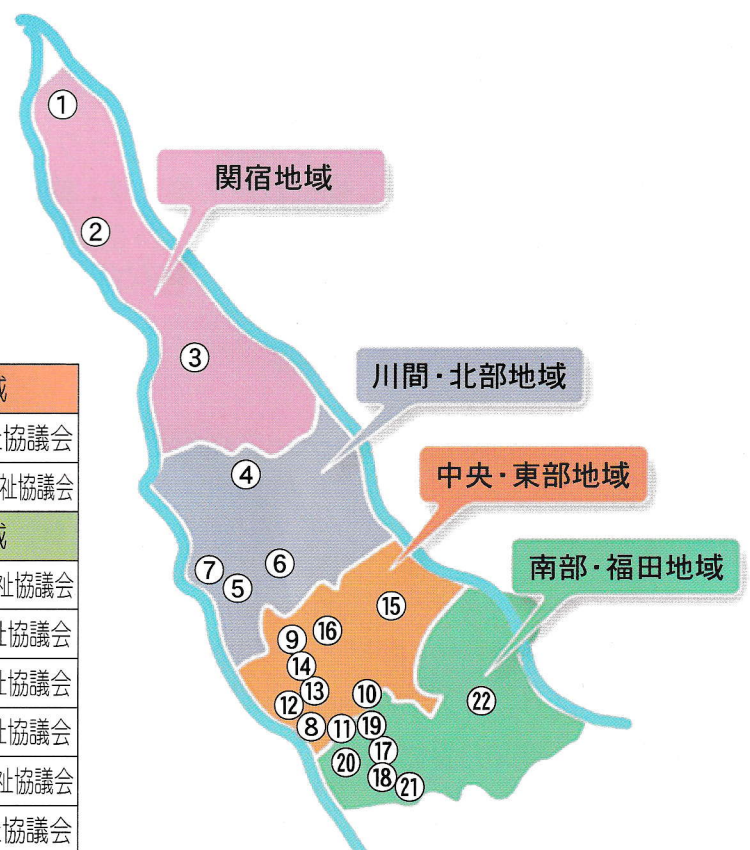 ①
関宿地域
②
③
川間・北部地域
④
中央・東部地域
⑦
⑤
⑥
南部・福田地域
⑮
⑨
⑯
⑭
⑬
⑫
⑩
⑧
⑪
⑲
㉒
⑰
⑳
⑱
㉑
域
祉協議会
祉協議会
域
祉協議会
祉協議会
祉協議会
祉協議会
祉協議会
祉協議会